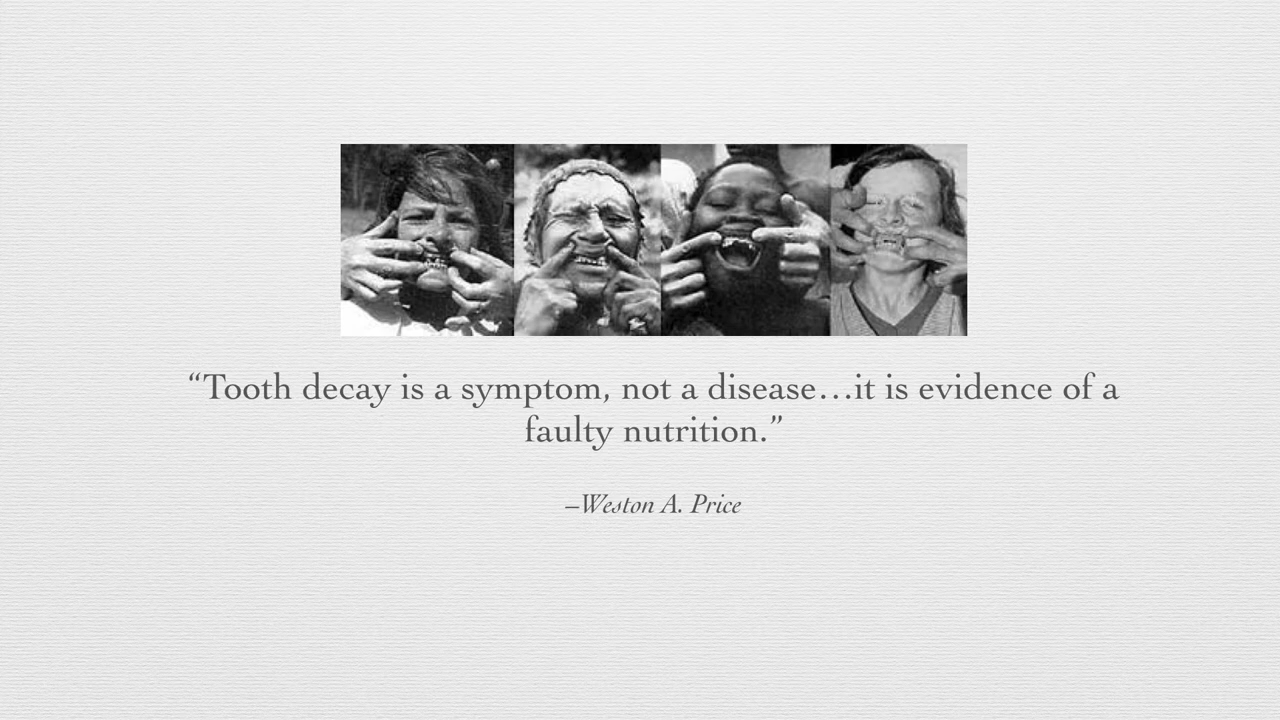 “Tooth decay is a symptom, not a disease…it is evidence of a
faulty nutrition.”
–Weston A. Price